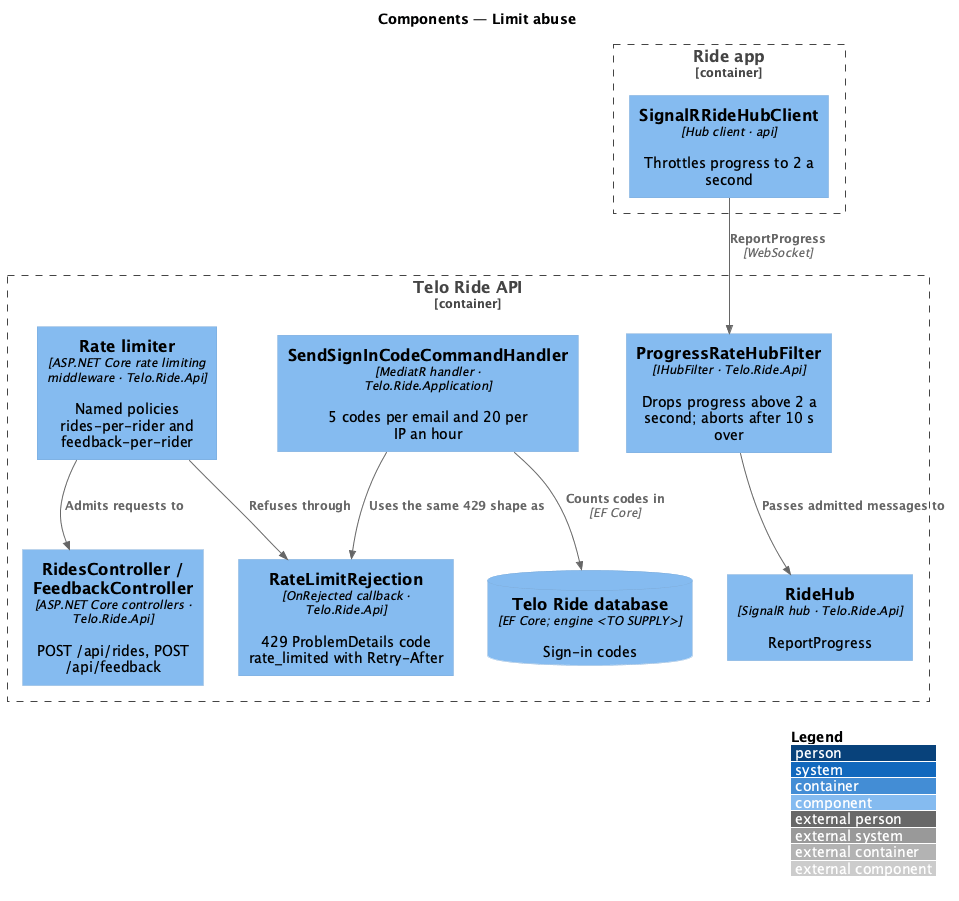 Components — Limit abuse
Ride app
[container]
SignalRRideHubClient
[Hub client · api]
Throttles progress to 2 a
second
ReportProgress
[WebSocket]
Telo Ride API
[container]
Rate limiter
[ASP.NET Core rate limiting
middleware · Telo.Ride.Api]
Named policies
rides-per-rider and
feedback-per-rider
SendSignInCodeCommandHandler
[MediatR handler ·
Telo.Ride.Application]
5 codes per email and 20 per
IP an hour
ProgressRateHubFilter
[IHubFilter · Telo.Ride.Api]
Drops progress above 2 a
second; aborts after 10 s
over
Admits requests to
Refuses through
Uses the same 429 shape as
Counts codes in
[EF Core]
Passes admitted messages to
RidesController /
FeedbackController
[ASP.NET Core controllers ·
Telo.Ride.Api]
POST /api/rides, POST
/api/feedback
RateLimitRejection
[OnRejected callback ·
Telo.Ride.Api]
429 ProblemDetails code
rate_limited with Retry-After
Telo Ride database
[EF Core; engine <TO SUPPLY>]
Sign-in codes
RideHub
[SignalR hub · Telo.Ride.Api]
ReportProgress
Legend
person
system
container
component
external person
external system
external container
external component